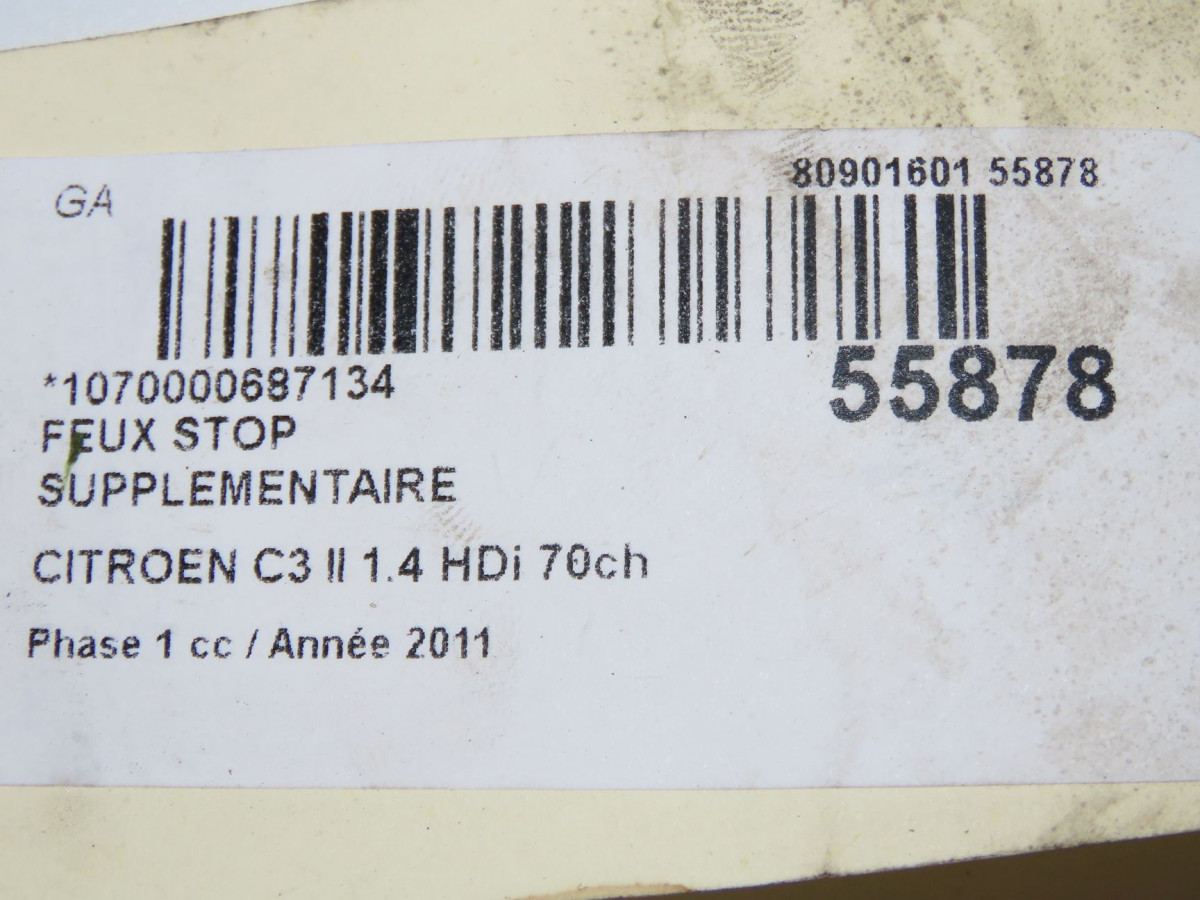 GA
80901601 55878
*1070000687134
55878
FEUX STOP
SUPPLEMENTAIRE
CITROEN C3 II 1.4 HDi 70ch
Phase 1 cc / Année 2011